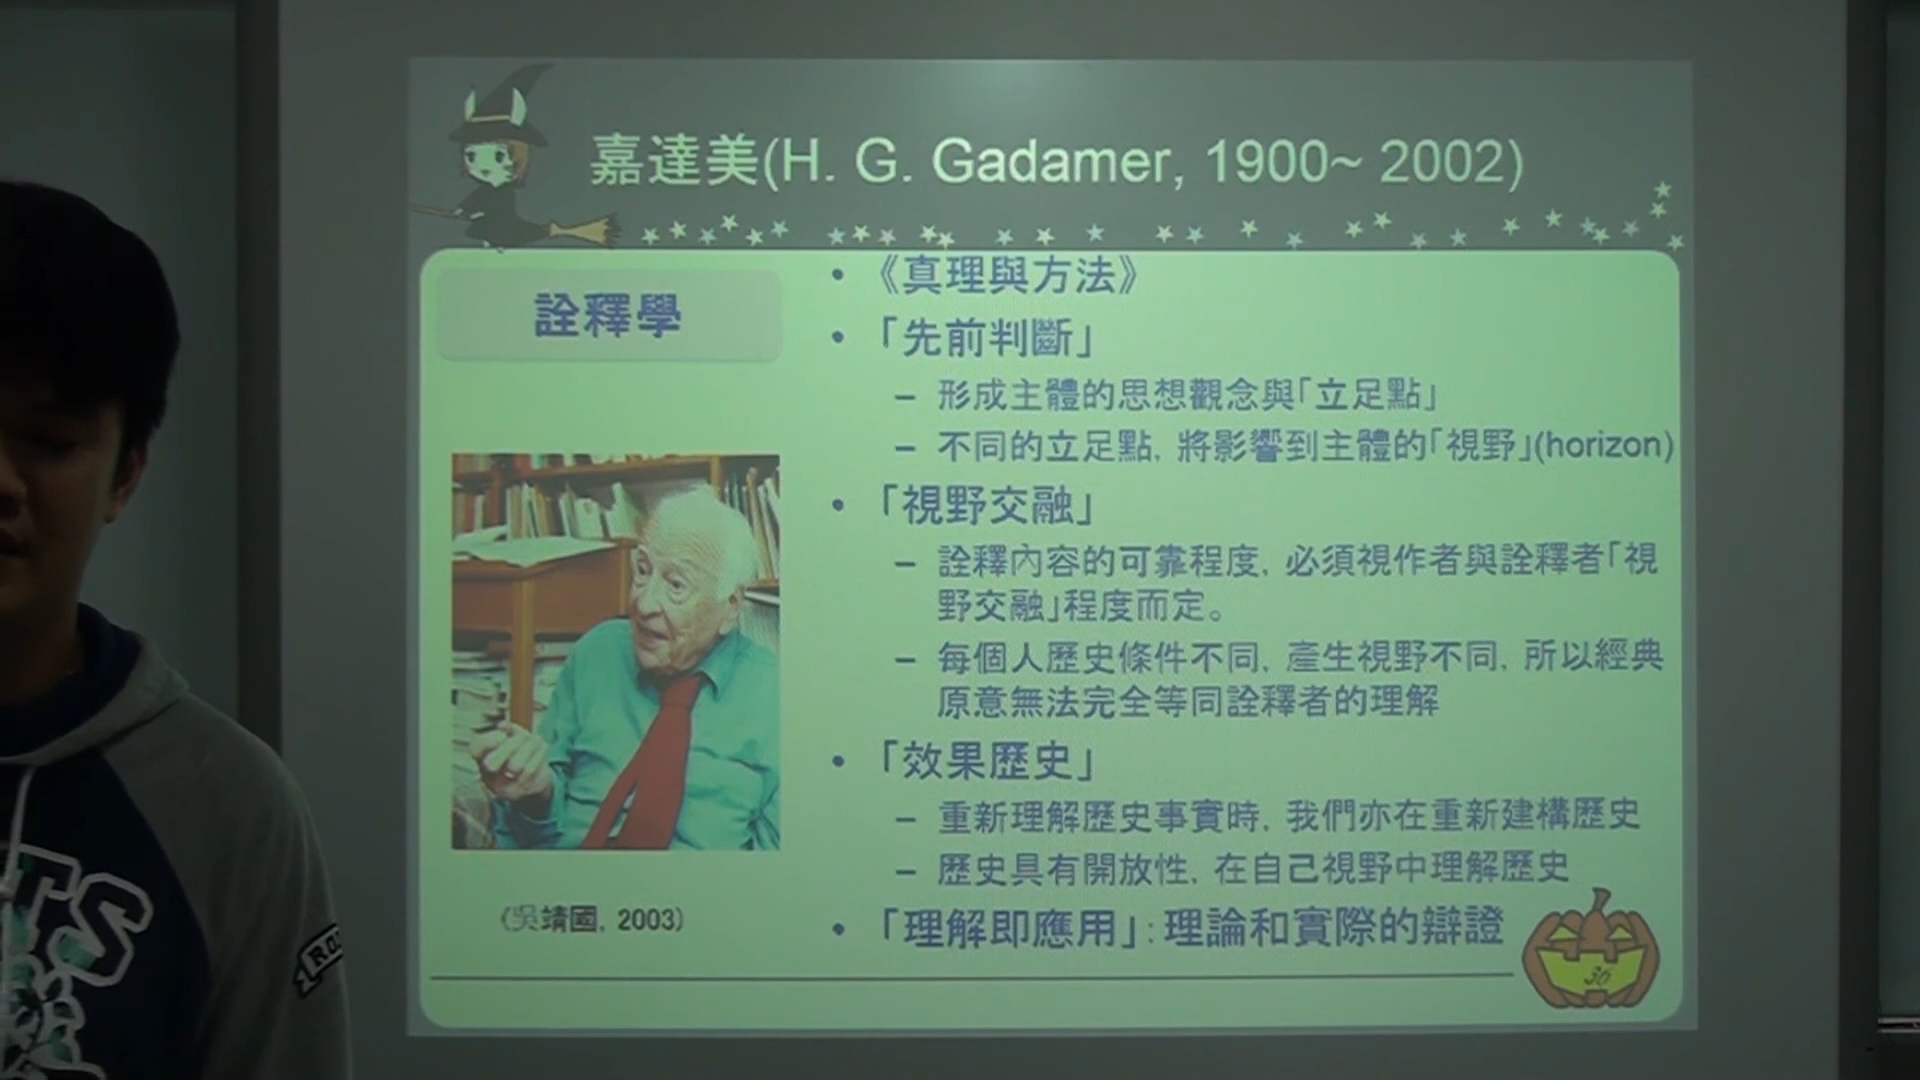 嘉達美(H. G. Gadamer, 1900~ 2002)
詮釋學
(吳靖國, 2003)
• 《真理與方法》
• 「先前判斷」
– 形成主體的思想觀念與「立足點」
– 不同的立足點, 將影響到主體的「視野」(horizon)
• 「視野交融」
– 詮釋內容的可靠程度, 必須視作者與詮釋者「視
野交融」程度而定。
– 每個人歷史條件不同, 產生視野不同, 所以經典
原意無法完全等同詮釋者的理解
• 「效果歷史」
– 重新理解歷史事實時, 我們亦在重新建構歷史
– 歷史具有開放性, 在自己視野中理解歷史
• 「理解即應用」: 理論和實際的辯證
36
TS